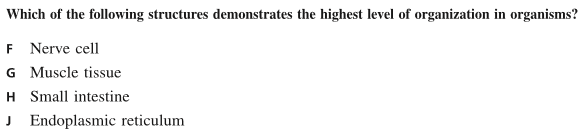 Which of the following structures demonstrates the highest level of organization in organisms?
F Nerve cell
G Muscle tissue
H Small intestine
J Endoplasmic reticulum